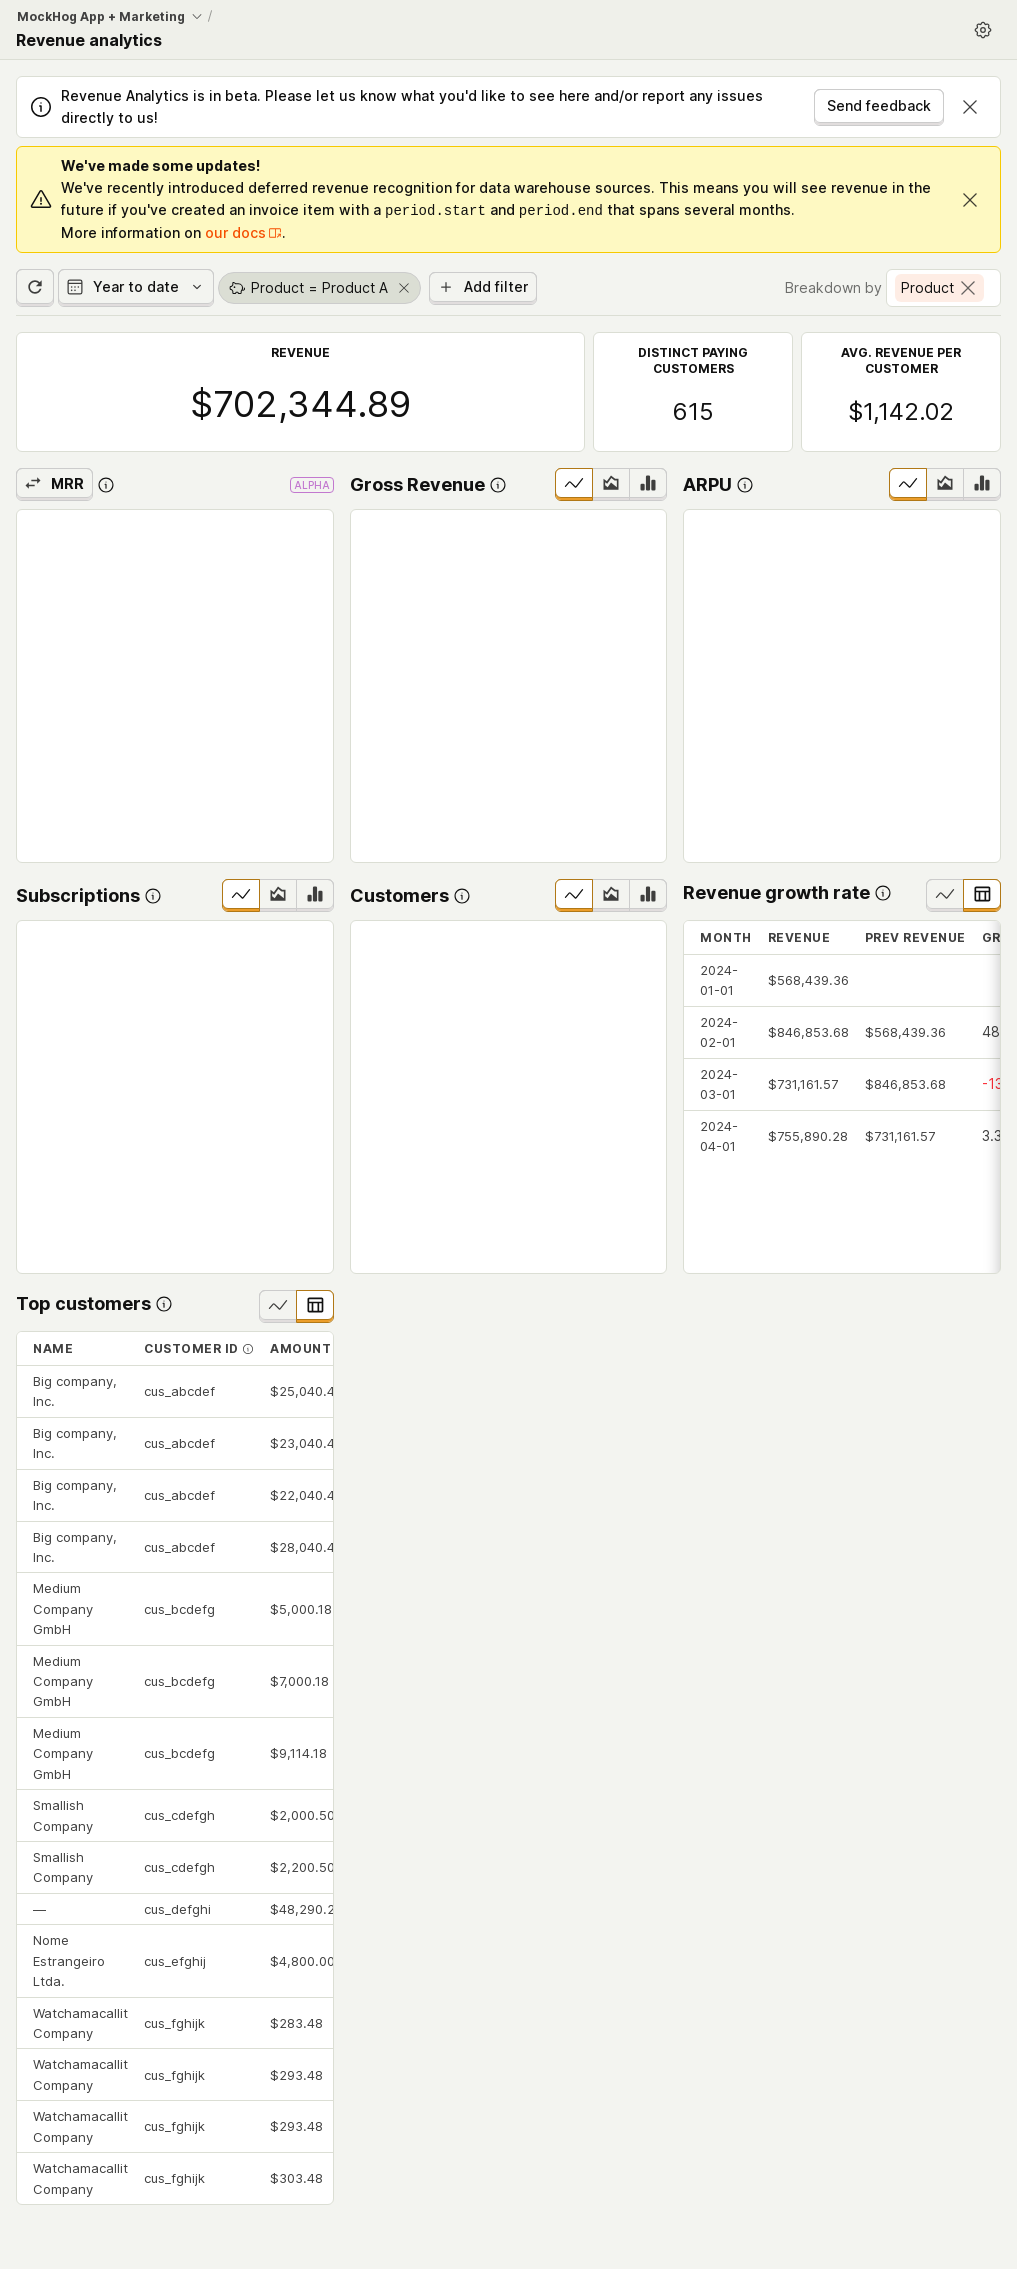 MockHog App + Marketing /
Revenue analytics
Revenue Analytics is in beta. Please let us know what you'd like to see here and/or report any issues
directly to us!
Send feedback
We've made some updates!
We've recently introduced deferred revenue recognition for data warehouse sources. This means you will see revenue in the
future if you've created an invoice item with a period.start and period.end that spans several months.
More information on our docs.
Year to date
Product = Product A
Add filter
Breakdown by
Product
REVENUE
$702,344.89
DISTINCT PAYING
CUSTOMERS
615
AVG. REVENUE PER
CUSTOMER
$1,142.02
MRR
ALPHA
Gross Revenue
ARPU
Subscriptions
Customers
Revenue growth rate
MONTH REVENUE PREV REVENUE GR
2024-
01-01
$568,439.36
2024-
02-01
$846,853.68 $568,439.36 48
2024-
03-01
$731,161.57 $846,853.68 -13
2024-
04-01
$755,890.28 $731,161.57 3.3
Top customers
NAME CUSTOMER ID AMOUNT
Big company,
Inc.
cus_abcdef $25,040.4
Big company,
Inc.
cus_abcdef $23,040.4
Big company,
Inc.
cus_abcdef $22,040.4
Big company,
Inc.
cus_abcdef $28,040.4
Medium
Company
GmbH
cus_bcdefg $5,000.18
Medium
Company
GmbH
cus_bcdefg $7,000.18
Medium
Company
GmbH
cus_bcdefg $9,114.18
Smallish
Company
cus_cdefgh $2,000.50
Smallish
Company
cus_cdefgh $2,200.50
— cus_defghi $48,290.2
Nome
Estrangeiro
Ltda.
cus_efghij $4,800.00
Watchamacallit
Company
cus_fghijk $283.48
Watchamacallit
Company
cus_fghijk $293.48
Watchamacallit
Company
cus_fghijk $293.48
Watchamacallit
Company
cus_fghijk $303.48